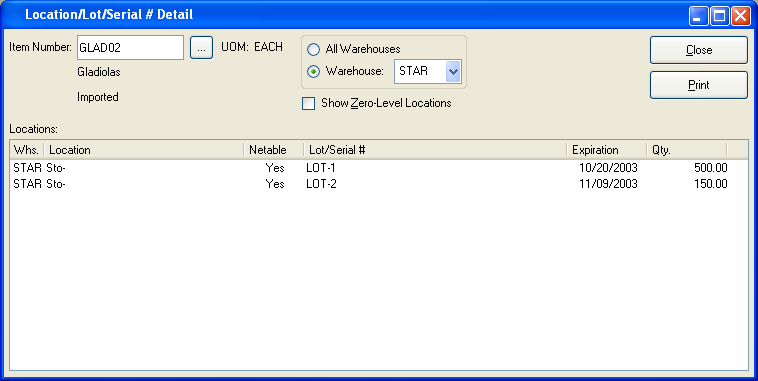 Location/Lot/Serial # Detail
Item Number: GLAD02 ... UOM: EACH
Gladiolas
Imported
All Warehouses
Warehouse: STAR
Show Zero-Level Locations
Close
Print
Locations:
Whs. Location Netable Lot/Serial # Expiration Qty.
STAR Sto- Yes LOT-1 10/20/2003 500.00
STAR Sto- Yes LOT-2 11/09/2003 150.00